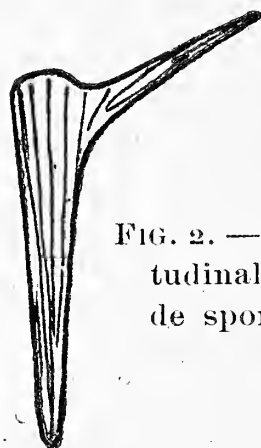 FIG. 2. —
tudinal
de spor